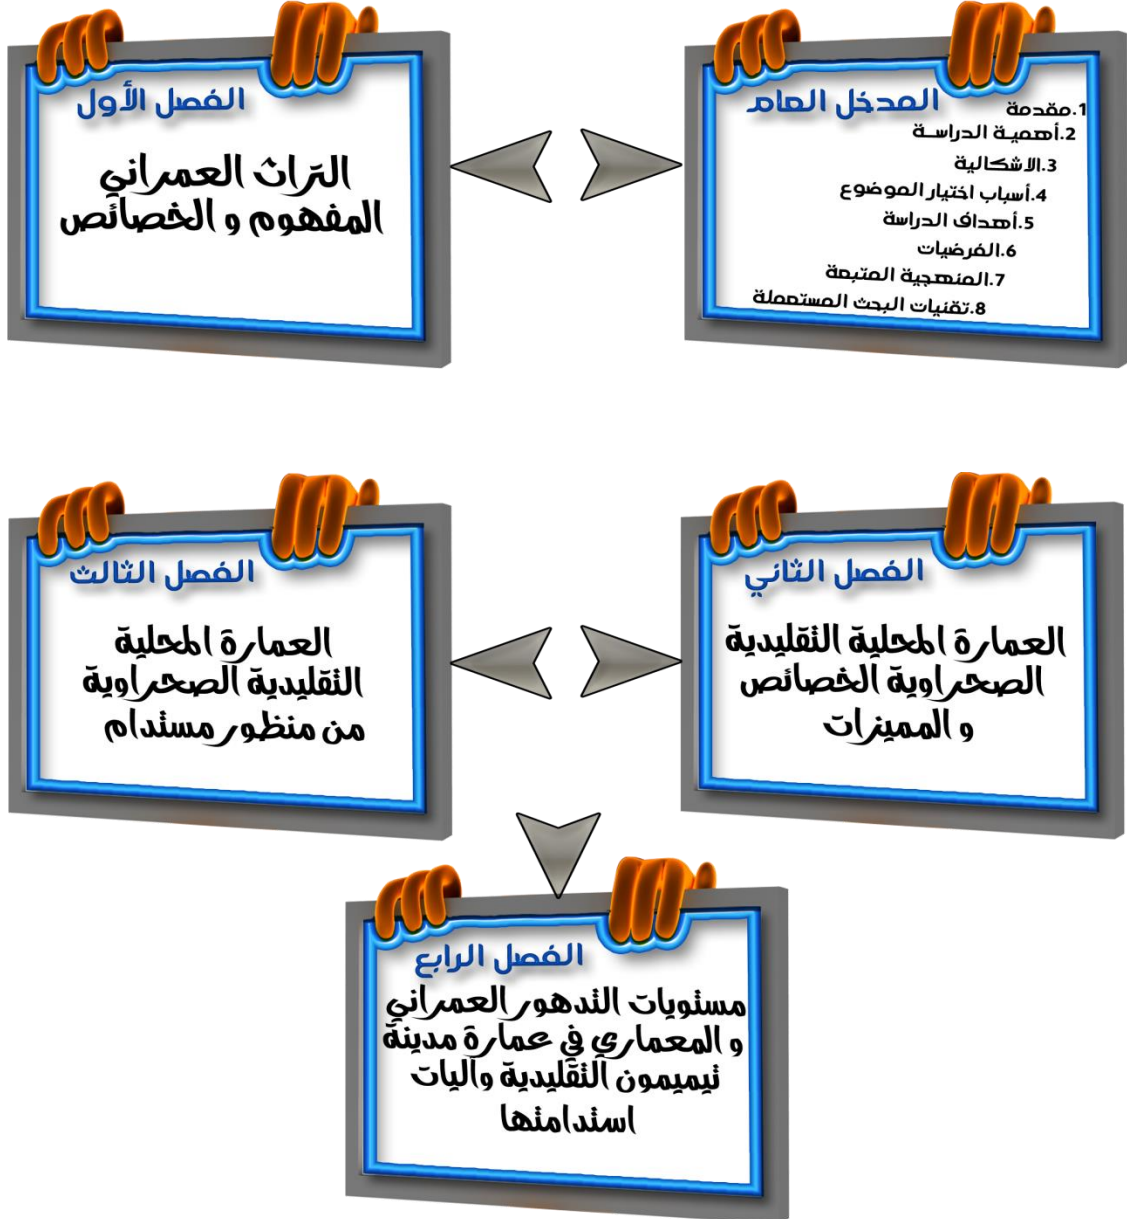 المدخل العام
1.مقدمة
2.أهمية الدراسة
3.الاشكالية
4.أسباب اختيار الموضوع
5.أهداف الدراسة
6.الفرضيات
7.المنهجية المتبعة
8.تقنيات البحث المستعملة
الفصل الأول
التراث العمراني
المفهوم و الخصائص
الفصل الثاني
العمارة المحلية التقليدية
الصحراوية الخصائص
و المميزات
الفصل الثالث
العمارة المحلية
التقليدية الصحراوية
من منظور مستدام
الفصل الرابع
مستويات التدهور العمراني
و المعماري في عمارة مدينة
تيميمون التقليدية واليات
استدامتها